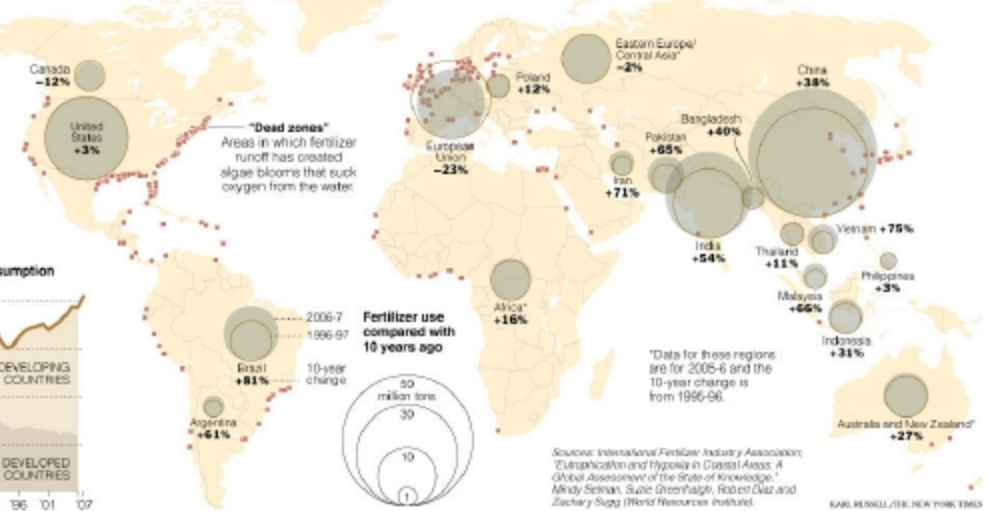 Canada
–12%
United
States
+3%
"Dead zones"
Areas in which fertilizer
runoff has created
algae blooms that suck
oxygen from the water.
European
Union
–23%
Poland
+12%
Eastern Europe/
Central Asia*
–2%
China
+38%
Bangladesh
+40%
Pakistan
+65%
Iran
+71%
India
+54%
Vietnam +75%
Thailand
+11%
Philippines
+3%
Malaysia
+66%
Indonesia
+31%
Africa*
+16%
Australia and New Zealand*
+27%
Brazil
+81%
Argentina
+61%
2006-7
1996-97
10-year
change
Fertilizer use
compared with
10 years ago
50
million tons
30
10
1
*Data for these regions
are for 2005-6 and the
10-year change is
from 1995-96.
sumption
DEVELOPING
COUNTRIES
DEVELOPED
COUNTRIES
'96 '01 '07
Sources: International Fertilizer Industry Association;
"Eutrophication and Hypoxia in Coastal Areas: A
Global Assessment of the State of Knowledge,"
Mindy Selman, Suzie Greenhalgh, Robert Diaz and
Zachary Sugg (World Resources Institute).
KARL RUSSELL/THE NEW YORK TIMES